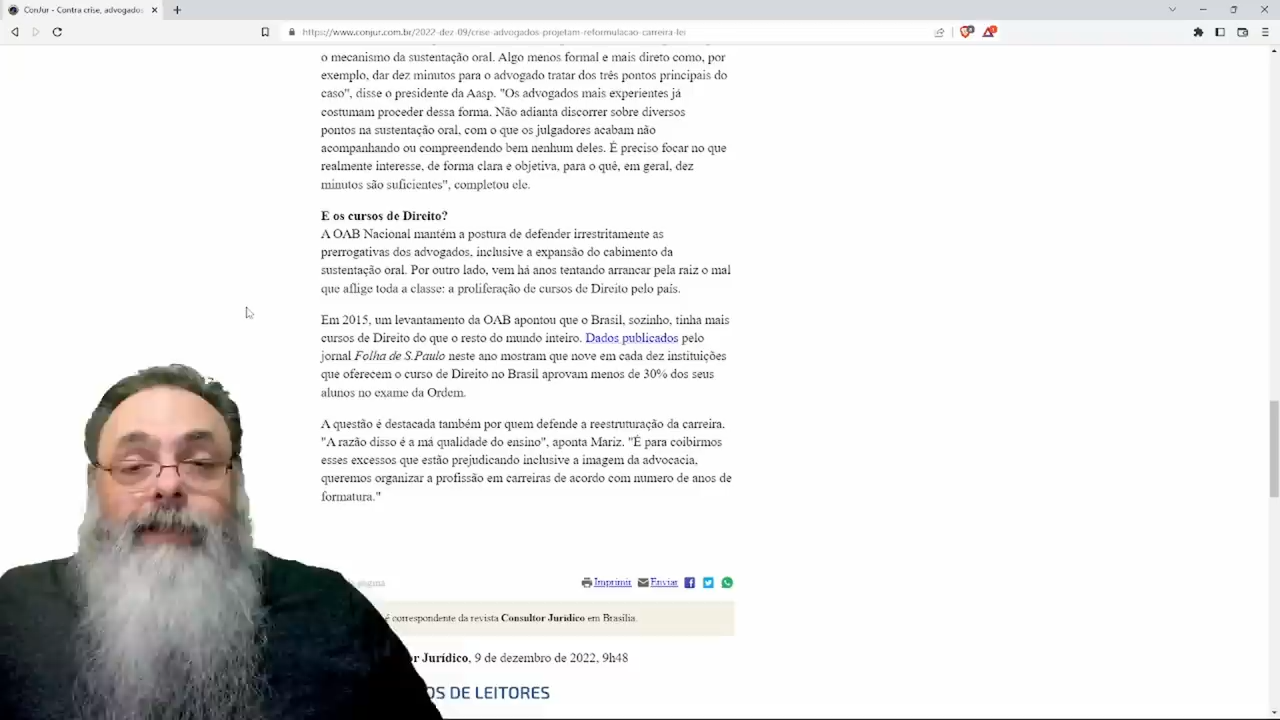 ConJur - Contra crise, advogados
https://www.conjur.com.br/2022-dez-09/crise-advogados-projetam-reformulacao-carreira-lei
o mecanismo da sustentação oral. Algo menos formal e mais direto como, por
exemplo, dar dez minutos para o advogado tratar dos três pontos principais do
caso", disse o presidente da Aasp. "Os advogados mais experientes já
costumam proceder dessa forma. Não adianta discorrer sobre diversos
pontos na sustentação oral, com o que os julgadores acabam não
acompanhando ou compreendendo bem nenhum deles. É preciso focar no que
realmente interesse, de forma clara e objetiva, para o quê, em geral, dez
minutos são suficientes", completou ele.
E os cursos de Direito?
A OAB Nacional mantém a postura de defender irrestritamente as
prerrogativas dos advogados, inclusive a expansão do cabimento da
sustentação oral. Por outro lado, vem há anos tentando arrancar pela raiz o mal
que aflige toda a classe: a proliferação de cursos de Direito pelo país.
Em 2015, um levantamento da OAB apontou que o Brasil, sozinho, tinha mais
cursos de Direito do que o resto do mundo inteiro. Dados publicados pelo
jornal Folha de S.Paulo neste ano mostram que nove em cada dez instituições
que oferecem o curso de Direito no Brasil aprovam menos de 30% dos seus
alunos no exame da Ordem.
A questão é destacada também por quem defende a reestruturação da carreira.
"A razão disso é a má qualidade do ensino", aponta Mariz. "É para coibirmos
esses excessos que estão prejudicando inclusive a imagem da advocacia,
queremos organizar a profissão em carreiras de acordo com numero de anos de
formatura."
página
Imprimir Enviar
é correspondente da revista Consultor Jurídico em Brasília.
or Jurídico, 9 de dezembro de 2022, 9h48
OS DE LEITORES